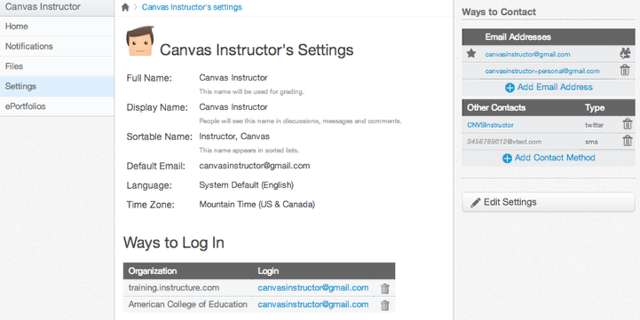 Canvas Instructor
Home
Notifications
Files
Settings
ePortfolios
Canvas Instructor's settings
Canvas Instructor's Settings
Full Name: Canvas Instructor
This name will be used for grading.
Display Name: Canvas Instructor
People will see this name in discussions, messages and comments.
Sortable Name: Instructor, Canvas
This name appears in sorted lists.
Default Email: canvasinstructor@gmail.com
Language: System Default (English)
Time Zone: Mountain Time (US & Canada)
Ways to Log In
Organization Login
training.instructure.com canvasinstructor@gmail.com
American College of Education canvasinstructor@gmail.com
Ways to Contact
Email Addresses
canvasinstructor@gmail.com
canvasinstructor+personal@gmail.com
Add Email Address
Other Contacts Type
CNVSInstructor twitter
3456789012@vtext.com sms
Add Contact Method
Edit Settings